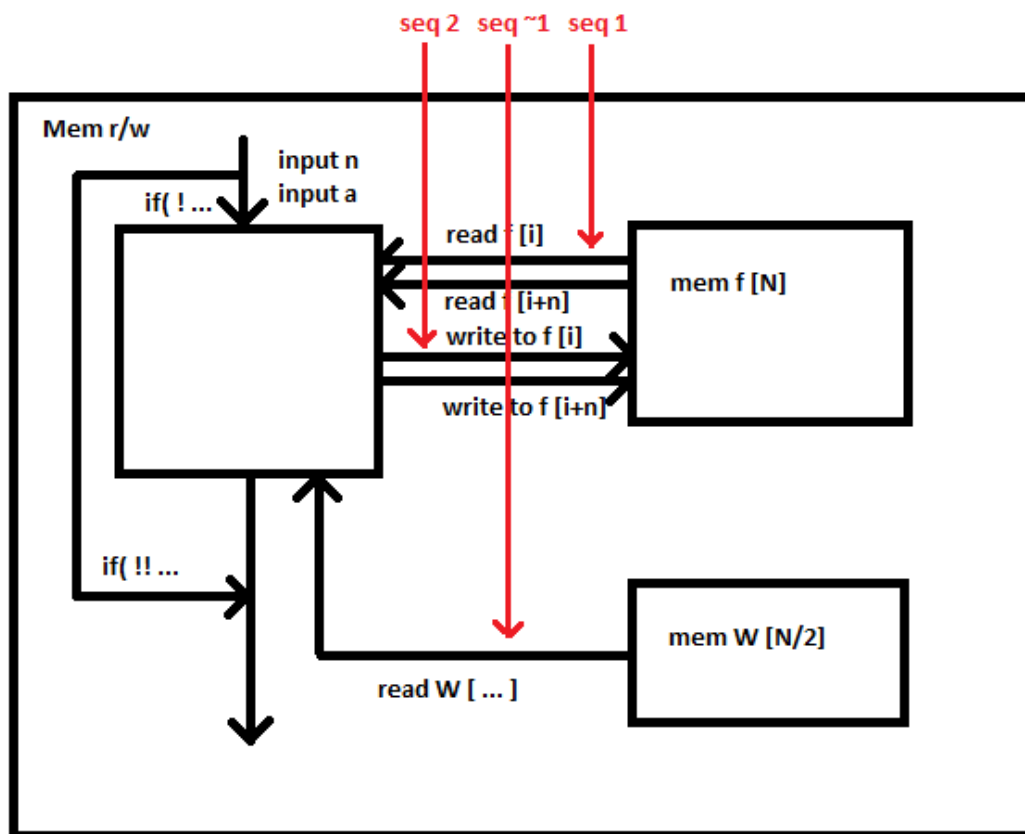 seq 2 seq ~1 seq 1
Mem r/w
input n
input a
if( ! ...
read f [i]
read f [i+n]
write to f [i]
write to f [i+n]
mem f [N]
if( !! ...
mem W [N/2]
read W [ ... ]